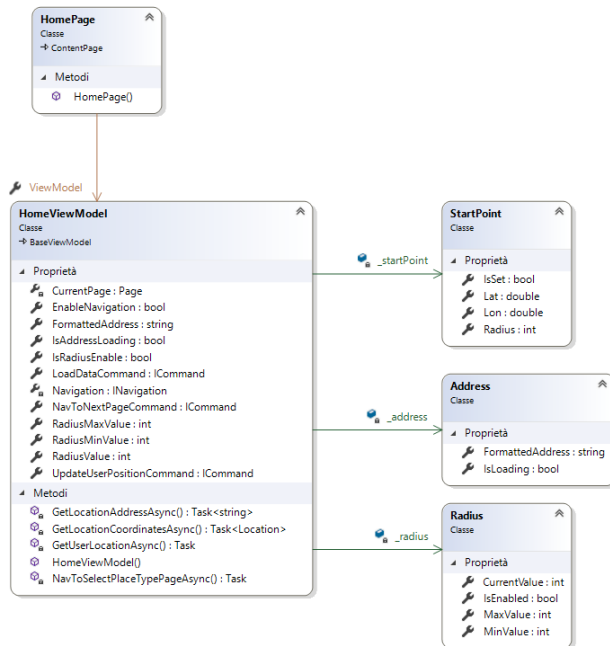 HomePage
Classe
ContentPage
Metodi
HomePage()
ViewModel
HomeViewModel
Classe
BaseViewModel
Proprietà
CurrentPage : Page
EnableNavigation : bool
FormattedAddress : string
IsAddressLoading : bool
IsRadiusEnable : bool
LoadDataCommand : ICommand
Navigation : INavigation
NavToNextPageCommand : ICommand
RadiusMaxValue : int
RadiusMinValue : int
RadiusValue : int
UpdateUserPositionCommand : ICommand
Metodi
GetLocationAddressAsync() : Task<string>
GetLocationCoordinatesAsync() : Task<Location>
GetUserLocationAsync() : Task
HomeViewModel()
NavToSelectPlaceTypePageAsync() : Task
_startPoint
StartPoint
Classe
Proprietà
IsSet : bool
Lat : double
Lon : double
Radius : int
_address
Address
Classe
Proprietà
FormattedAddress : string
IsLoading : bool
_radius
Radius
Classe
Proprietà
CurrentValue : int
IsEnabled : bool
MaxValue : int
MinValue : int